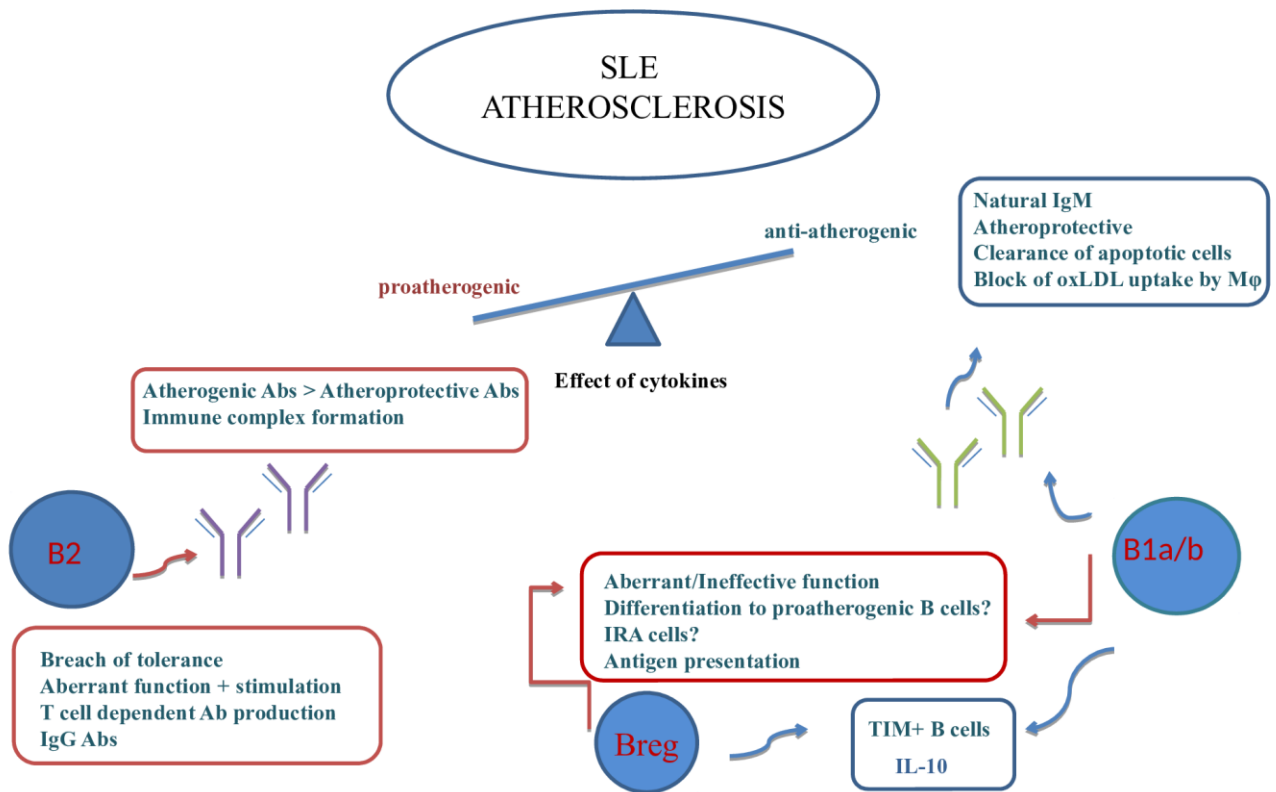 SLE
ATHEROSCLEROSIS
Natural IgM
Atheroprotective
Clearance of apoptotic cells
Block of oxLDL uptake by Mφ
anti-atherogenic
proatherogenic
Effect of cytokines
Atherogenic Abs > Atheroprotective Abs
Immune complex formation
B2
B1a/b
Aberrant/Ineffective function
Differentiation to proatherogenic B cells?
IRA cells?
Antigen presentation
Breach of tolerance
Aberrant function + stimulation
T cell dependent Ab production
IgG Abs
Breg
TIM+ B cells
IL-10